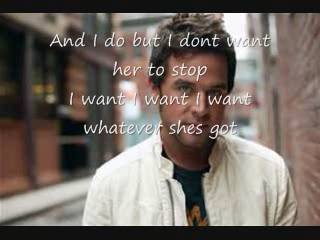 And I do but I dont want
her to stop
I want I want I want
whatever shes got